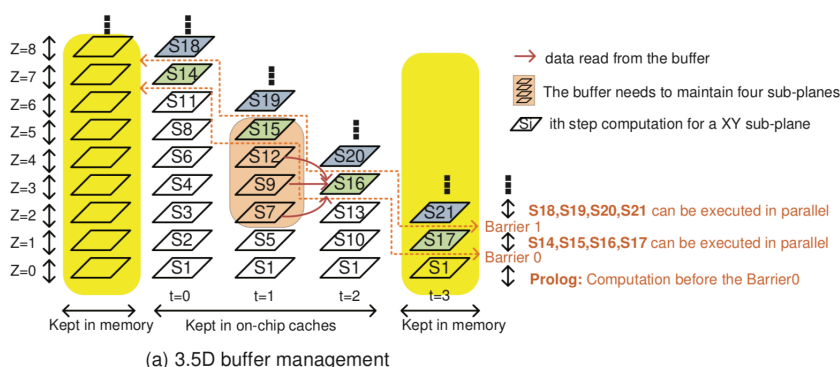 Z=8
S18
Z=7
S14
Z=6
S11
S19
Z=5
S8
S15
Z=4
S6
S12
S20
Z=3
S4
S9
S16
Z=2
S3
S7
S13
S21
Z=1
S2
S5
S10
S17
Z=0
S1
S1
S1
S1
t=0
t=1
t=2
t=3
Kept in memory
Kept in on-chip caches
Kept in memory
data read from the buffer
The buffer needs to maintain four sub-planes
Si
ith step computation for a XY sub-plane
S18,S19,S20,S21 can be executed in parallel
Barrier 1
S14,S15,S16,S17 can be executed in parallel
Barrier 0
Prolog: Computation before the Barrier0
(a) 3.5D buffer management